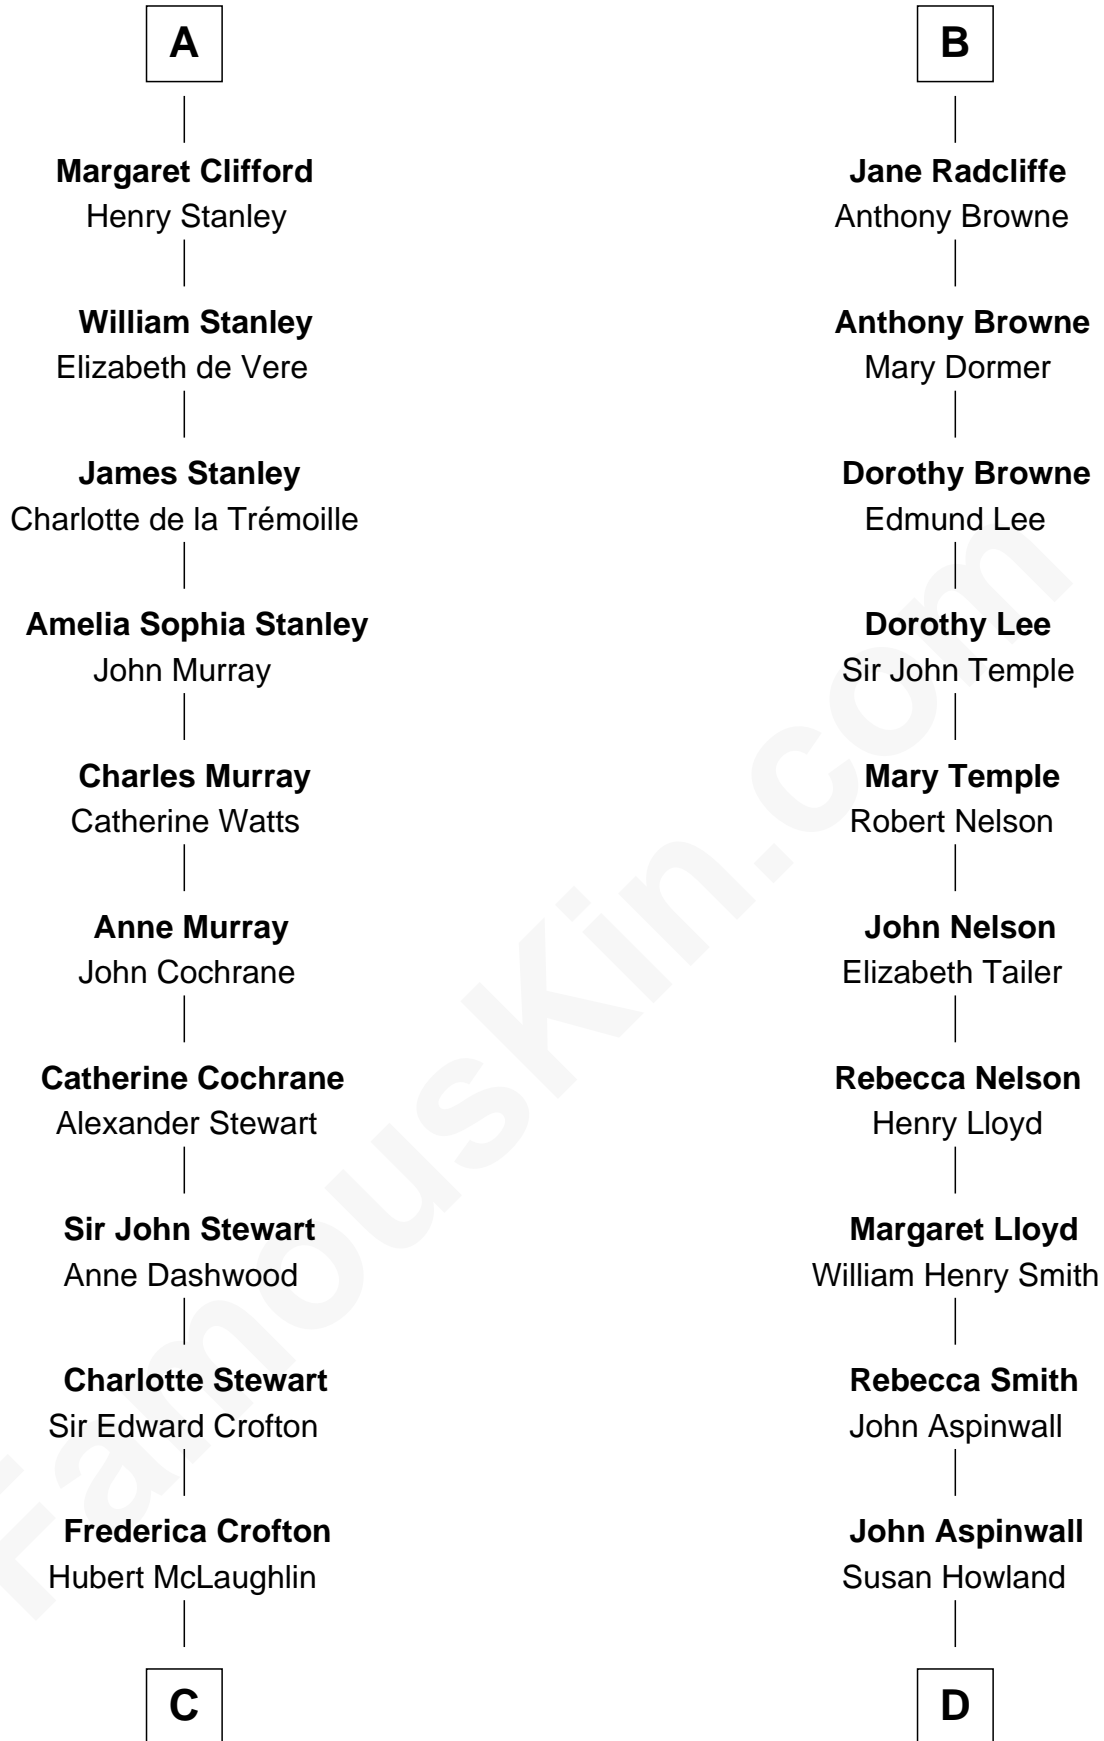 A
Margaret Clifford
Henry Stanley
William Stanley
Elizabeth de Vere
James Stanley
Charlotte de la Trémoille
Amelia Sophia Stanley
John Murray
Charles Murray
Catherine Watts
Anne Murray
John Cochrane
Catherine Cochrane
Alexander Stewart
Sir John Stewart
Anne Dashwood
Charlotte Stewart
Sir Edward Crofton
Frederica Crofton
Hubert McLaughlin
C
B
Jane Radcliffe
Anthony Browne
Anthony Browne
Mary Dormer
Dorothy Browne
Edmund Lee
Dorothy Lee
Sir John Temple
Mary Temple
Robert Nelson
John Nelson
Elizabeth Tailer
Rebecca Nelson
Henry Lloyd
Margaret Lloyd
William Henry Smith
Rebecca Smith
John Aspinwall
John Aspinwall
Susan Howland
D
FamousKin.com